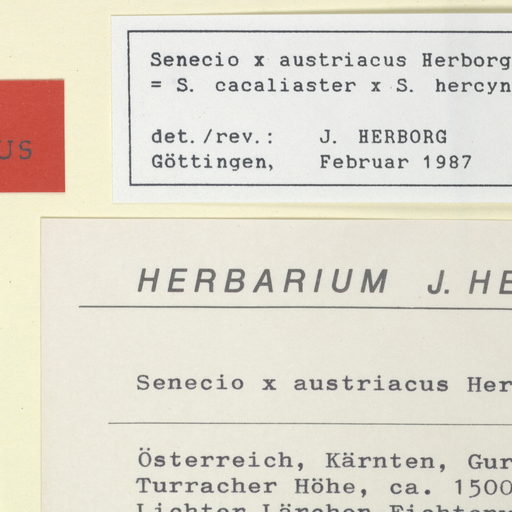 Senecio x austriacus Herborg
= S. cacaliaster x S. hercyn
US
det./rev.: J. HERBORG
Göttingen, Februar 1987
HERBARIUM J. HE
Senecio x austriacus Her
Österreich, Kärnten, Gur
Turracher Höhe, ca. 1500